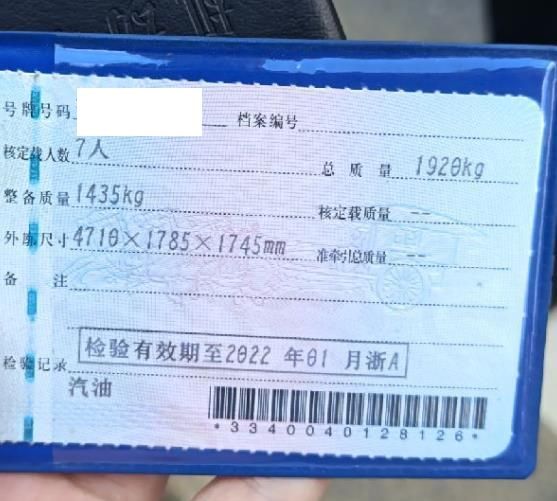 号牌号码 档案编号
核定载人数 7人 总质量 1920kg
整备质量 1435kg 核定载质量 --
外廓尺寸 4710×1785×1745mm 准牵引总质量 --
备注
检验记录 检验有效期至2022 年01 月浙A
汽油
*3340040128126*